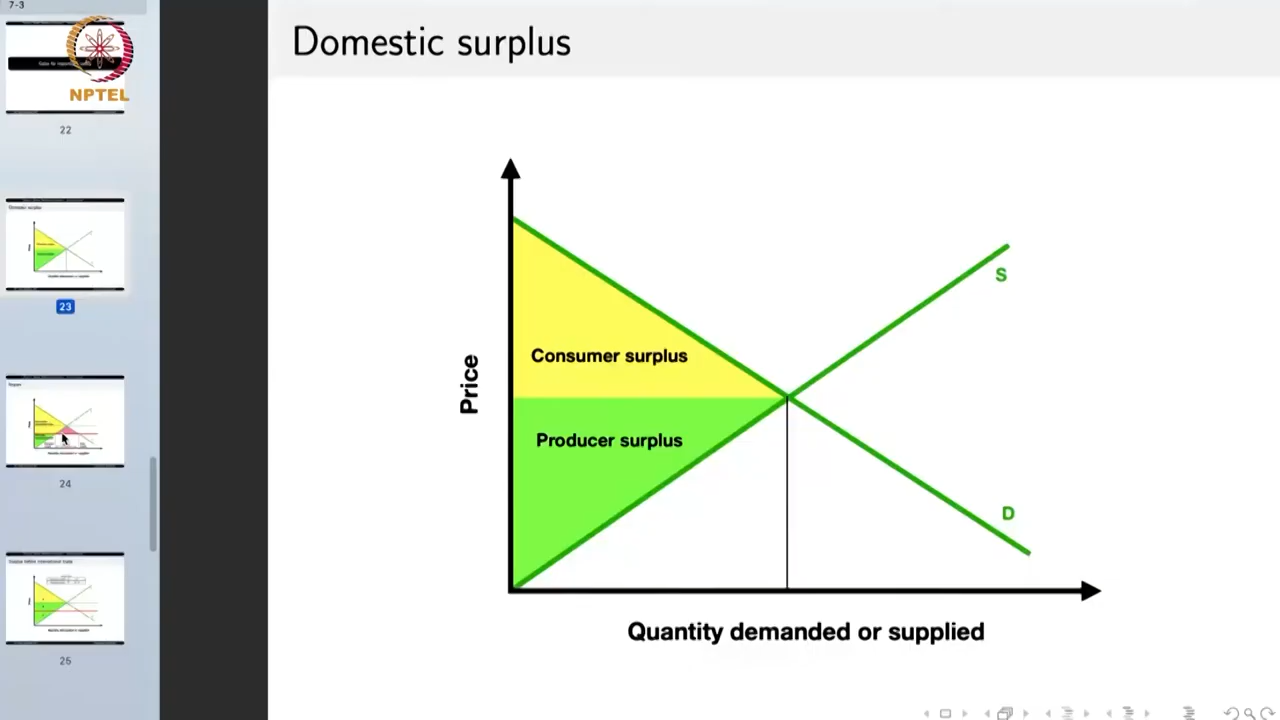 7-3
NPTEL
22
23
24
25
Domestic surplus
Price
Consumer surplus
Producer surplus
S
D
Quantity demanded or supplied